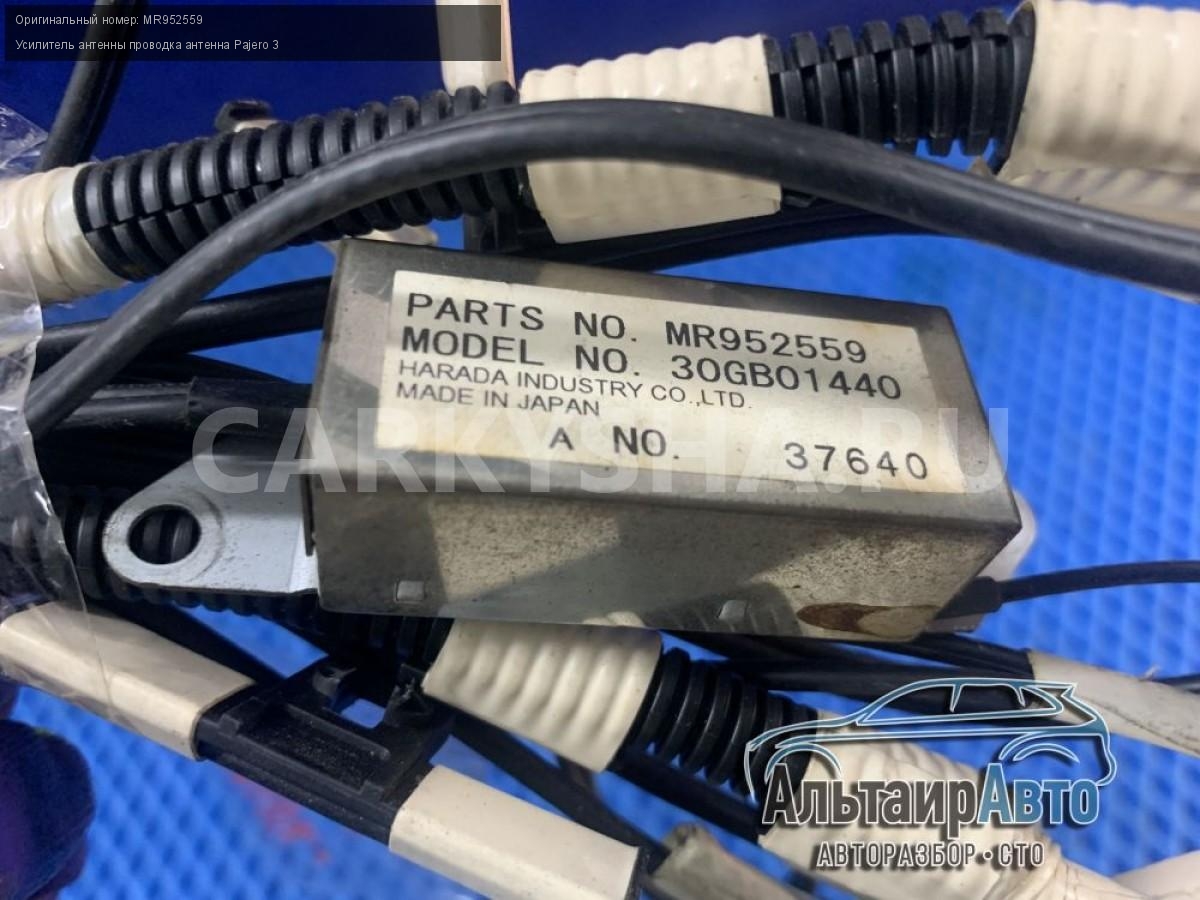 Оригинальный номер: MR952559
Усилитель антенны проводка антенна Pajero 3
PARTS NO. MR952559
MODEL NO. 30GB01440
HARADA INDUSTRY CO.,LTD.
MADE IN JAPAN
A NO. 37640
CARKYSHA.RU
АльтаирАвто
АВТОРАЗБОР • СТО